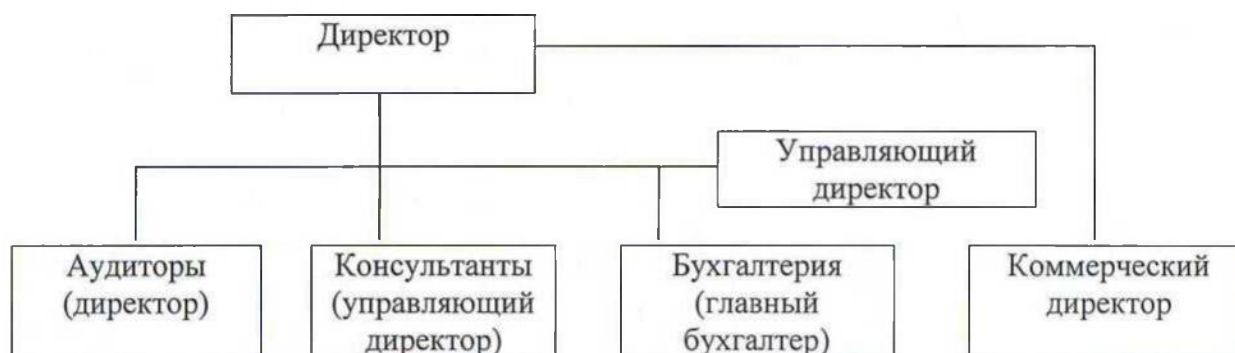 Директор
Управляющий
директор
Аудиторы
(директор)
Консультанты
(управляющий
директор)
Бухгалтерия
(главный
бухгалтер)
Коммерческий
директор